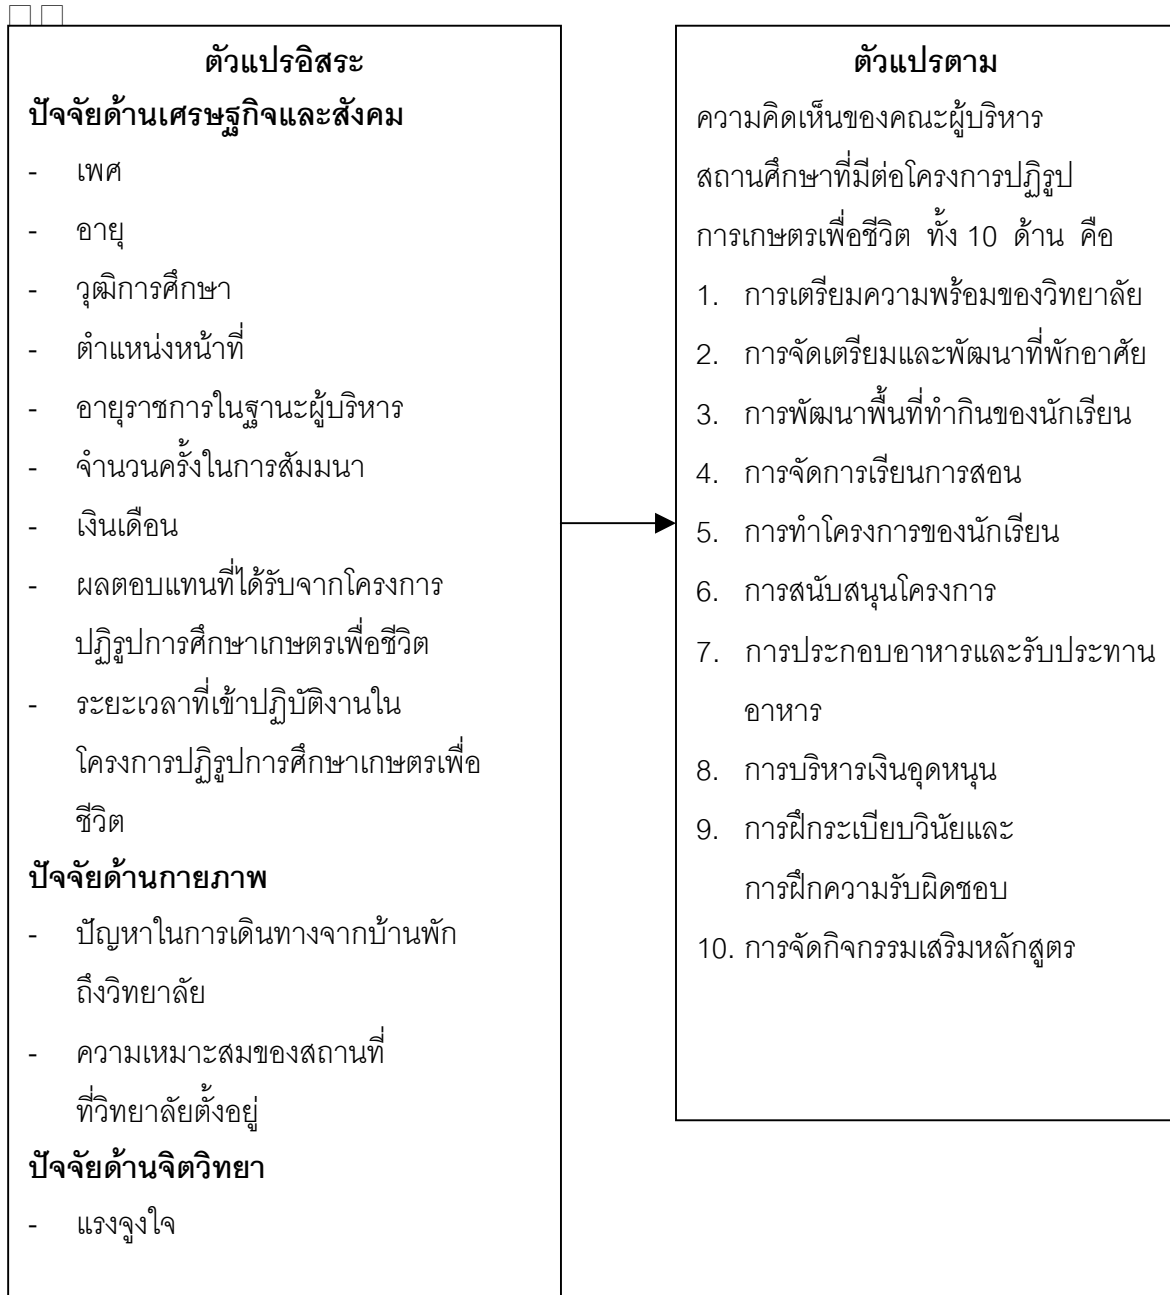 ตัวแปรอิสระ
ปัจจัยด้านเศรษฐกิจและสังคม
- เพศ
- อายุ
- วุฒิการศึกษา
- ตำแหน่งหน้าที่
- อายุราชการในฐานะผู้บริหาร
- จำนวนครั้งในการสัมมนา
- เงินเดือน
- ผลตอบแทนที่ได้รับจากโครงการ
ปฏิรูปการศึกษาเกษตรเพื่อชีวิต
- ระยะเวลาที่เข้าปฏิบัติงานใน
โครงการปฏิรูปการศึกษาเกษตรเพื่อ
ชีวิต
ปัจจัยด้านกายภาพ
- ปัญหาในการเดินทางจากบ้านพัก
ถึงวิทยาลัย
- ความเหมาะสมของสถานที่
ที่วิทยาลัยตั้งอยู่
ปัจจัยด้านจิตวิทยา
- แรงจูงใจ
ตัวแปรตาม
ความคิดเห็นของคณะผู้บริหาร
สถานศึกษาที่มีต่อโครงการปฏิรูป
การเกษตรเพื่อชีวิต ทั้ง 10 ด้าน คือ
1. การเตรียมความพร้อมของวิทยาลัย
2. การจัดเตรียมและพัฒนาที่พักอาศัย
3. การพัฒนาพื้นที่ทำกินของนักเรียน
4. การจัดการเรียนการสอน
5. การทำโครงการของนักเรียน
6. การสนับสนุนโครงการ
7. การประกอบอาหารและรับประทาน
อาหาร
8. การบริหารเงินอุดหนุน
9. การฝึกระเบียบวินัยและ
การฝึกความรับผิดชอบ
10. การจัดกิจกรรมเสริมหลักสูตร